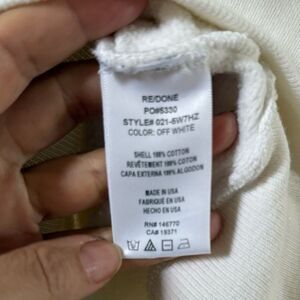 RE/DONE
PO#5330
STYLE# 021-5W7HZ
COLOR: OFF WHITE
SHELL 100% COTTON
REVÊTEMENT 100% COTON
CAPA EXTERNA 100% ALGODON
MADE IN USA
FABRIQUÉ EN USA
HECHO EN USA
RN# 146770
CA# 19371